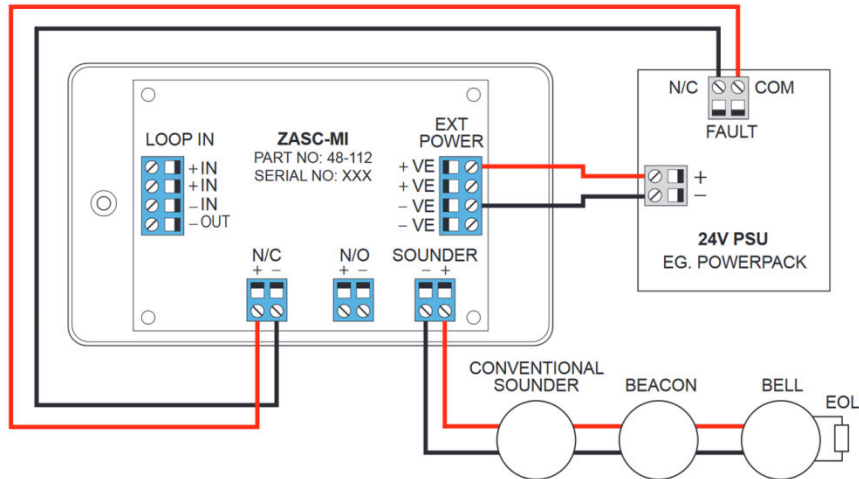 N/C
COM
FAULT
LOOP IN
+ IN
+ IN
– IN
– OUT
ZASC-MI
PART NO: 48-112
SERIAL NO: XXX
EXT
POWER
+ VE
+ VE
– VE
– VE
+
–
24V PSU
EG. POWERPACK
N/C
+ –
N/O
+ –
SOUNDER
– +
CONVENTIONAL
SOUNDER
BEACON
BELL
EOL